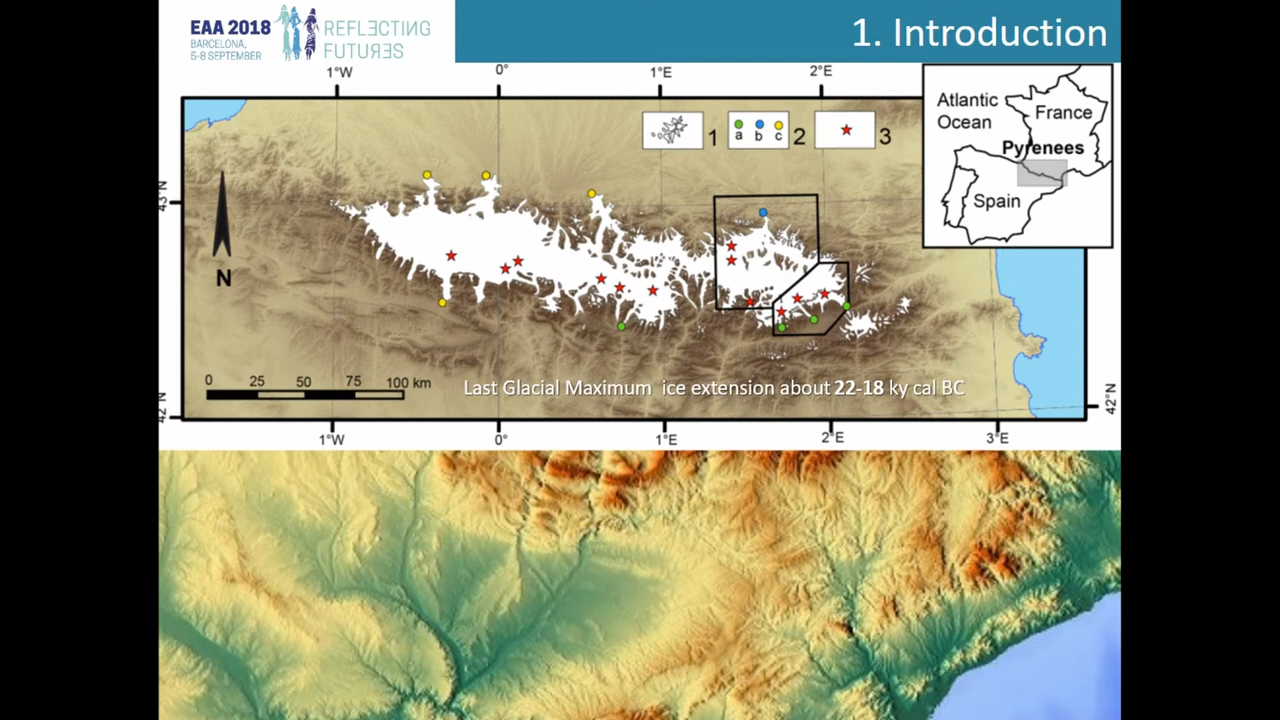 EAA 2018
BARCELONA,
5-8 SEPTEMBER
REFLECTING
FUTURES
1. Introduction
1°W
0°
1°E
2°E
Atlantic
Ocean
France
Pyrenees
Spain
a b c
1
2
3
43°N
N
0 25 50 75 100 km
Last Glacial Maximum ice extension about 22-18 ky cal BC
42°N
42°N
1°W
0°
1°E
2°E
3°E